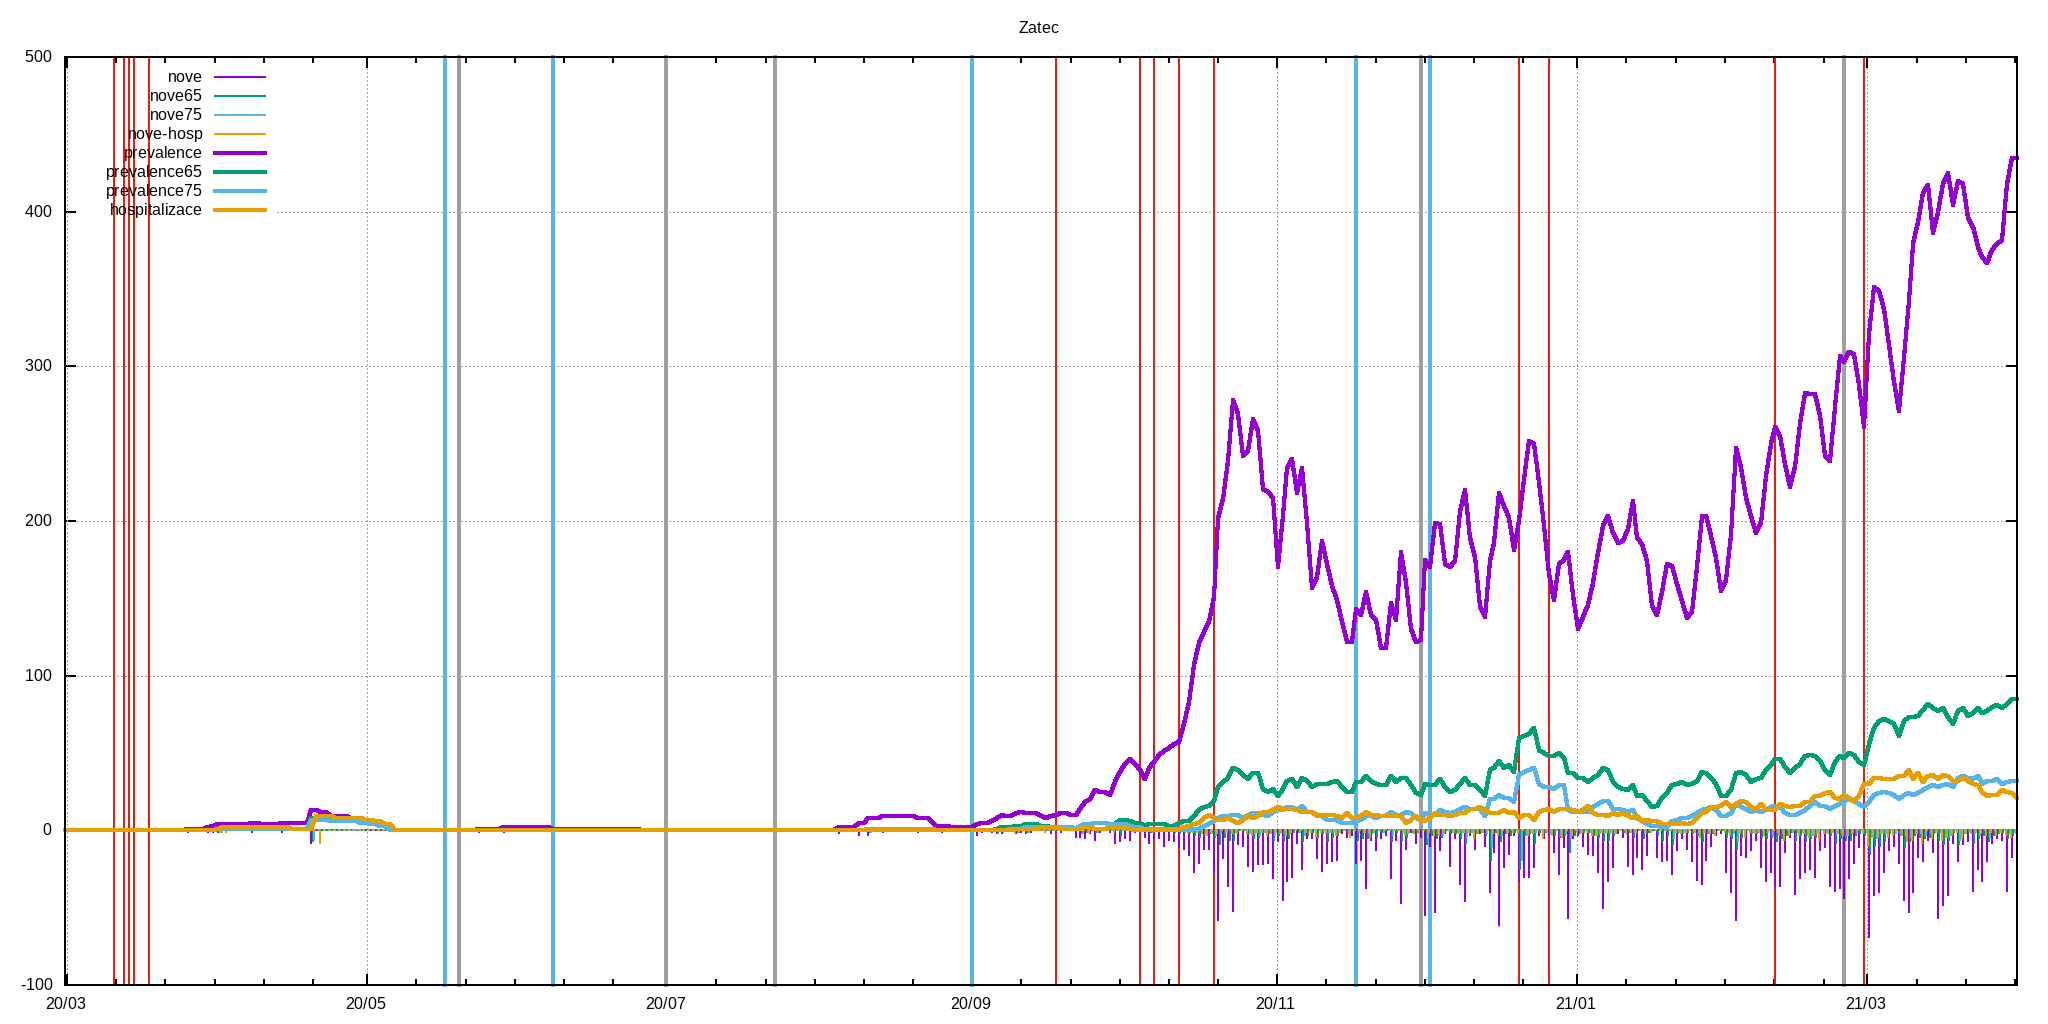 Zatec
500
nove
nove65
nove75
nove-hosp
prevalence
prevalence65
prevalence75
hospitalizace
400
300
200
100
0
-100
20/03 20/05 20/07 20/09 20/11 21/01 21/03